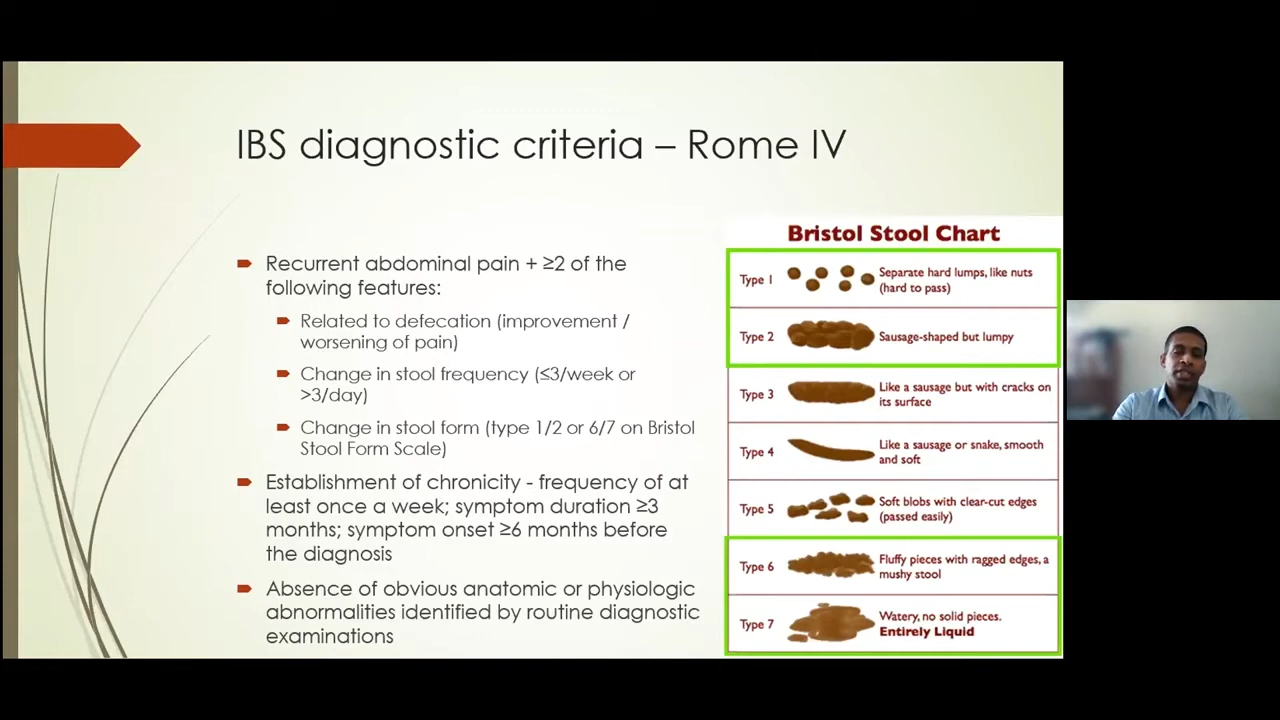 IBS diagnostic criteria – Rome IV
Recurrent abdominal pain + ≥2 of the
following features:
Related to defecation (improvement /
worsening of pain)
Change in stool frequency (≤3/week or
>3/day)
Change in stool form (type 1/2 or 6/7 on Bristol
Stool Form Scale)
Establishment of chronicity - frequency of at
least once a week; symptom duration ≥3
months; symptom onset ≥6 months before
the diagnosis
Absence of obvious anatomic or physiologic
abnormalities identified by routine diagnostic
examinations
Bristol Stool Chart
Type 1
Separate hard lumps, like nuts
(hard to pass)
Type 2
Sausage-shaped but lumpy
Type 3
Like a sausage but with cracks on
its surface
Type 4
Like a sausage or snake, smooth
and soft
Type 5
Soft blobs with clear-cut edges
(passed easily)
Type 6
Fluffy pieces with ragged edges, a
mushy stool
Type 7
Watery, no solid pieces.
Entirely Liquid